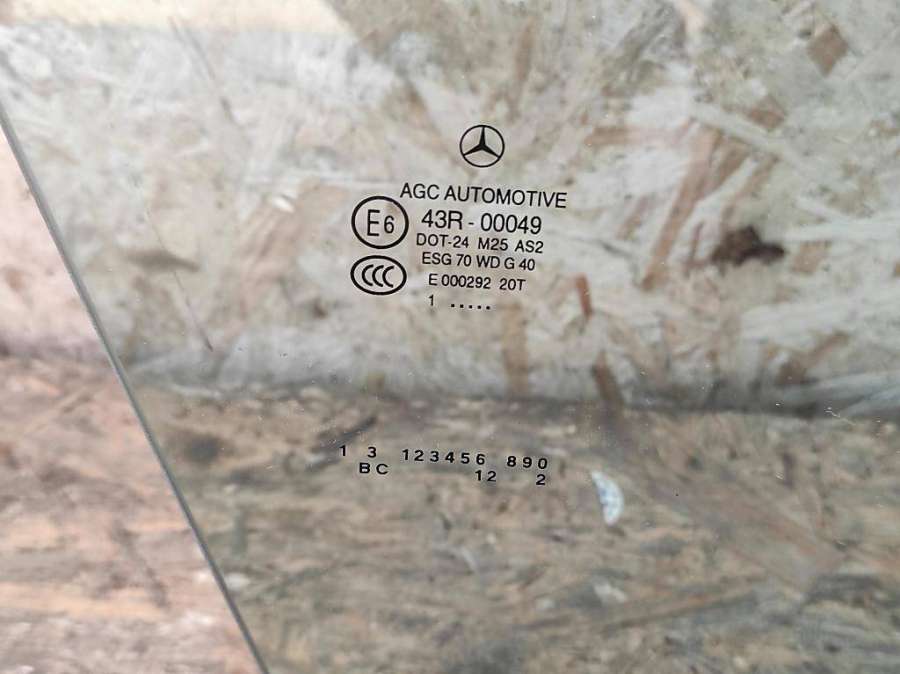 AGC AUTOMOTIVE
E6 43R - 00049
DOT-24 M25 AS2
CCC ESG 70 WD G 40
E 000292 20T
1 .....
1 3 123456 890
BC 12 2